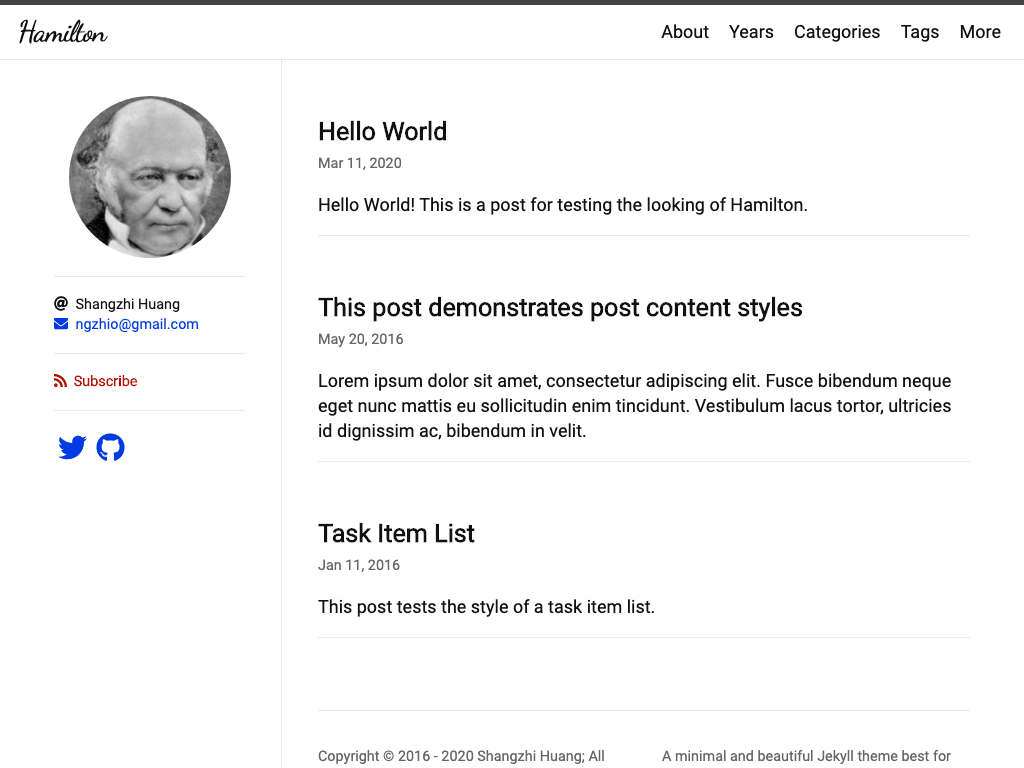 Hamilton
About Years Categories Tags More
Shangzhi Huang
ngzhio@gmail.com
Subscribe
Hello World
Mar 11, 2020
Hello World! This is a post for testing the looking of Hamilton.
This post demonstrates post content styles
May 20, 2016
Lorem ipsum dolor sit amet, consectetur adipiscing elit. Fusce bibendum neque
eget nunc mattis eu sollicitudin enim tincidunt. Vestibulum lacus tortor, ultricies
id dignissim ac, bibendum in velit.
Task Item List
Jan 11, 2016
This post tests the style of a task item list.
Copyright © 2016 - 2020 Shangzhi Huang; All
A minimal and beautiful Jekyll theme best for